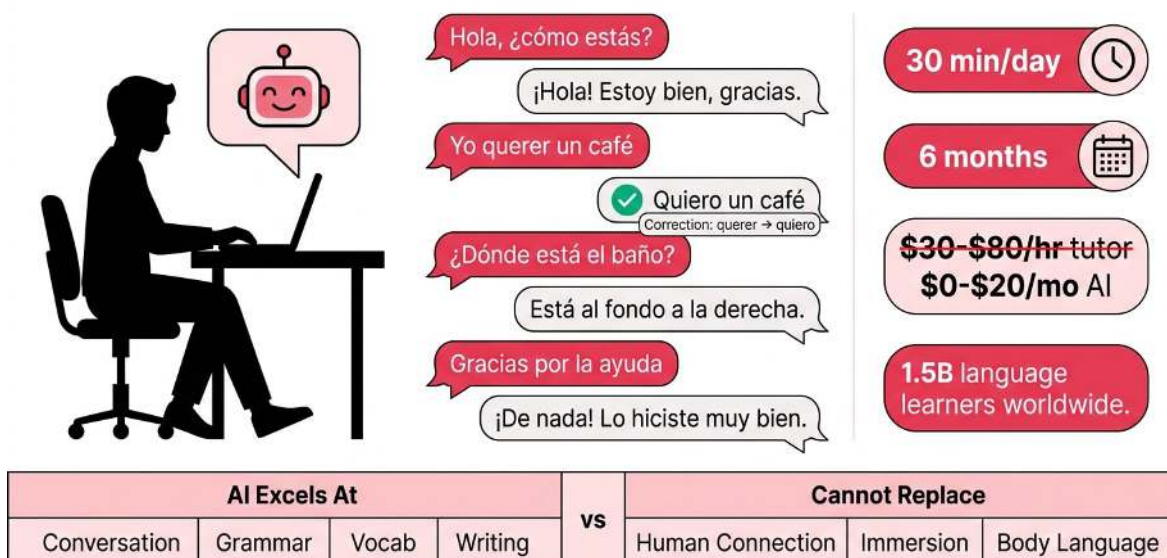 Hola, ¿cómo estás?
¡Hola! Estoy bien, gracias.
Yo querer un café
Quiero un café
Correction: querer → quiero
¿Dónde está el baño?
Está al fondo a la derecha.
Gracias por la ayuda
¡De nada! Lo hiciste muy bien.
30 min/day
6 months
$30-$80/hr tutor
$0-$20/mo AI
1.5B language
learners worldwide.
AI Excels At
vs
Cannot Replace
Conversation
Grammar
Vocab
Writing
Human Connection
Immersion
Body Language